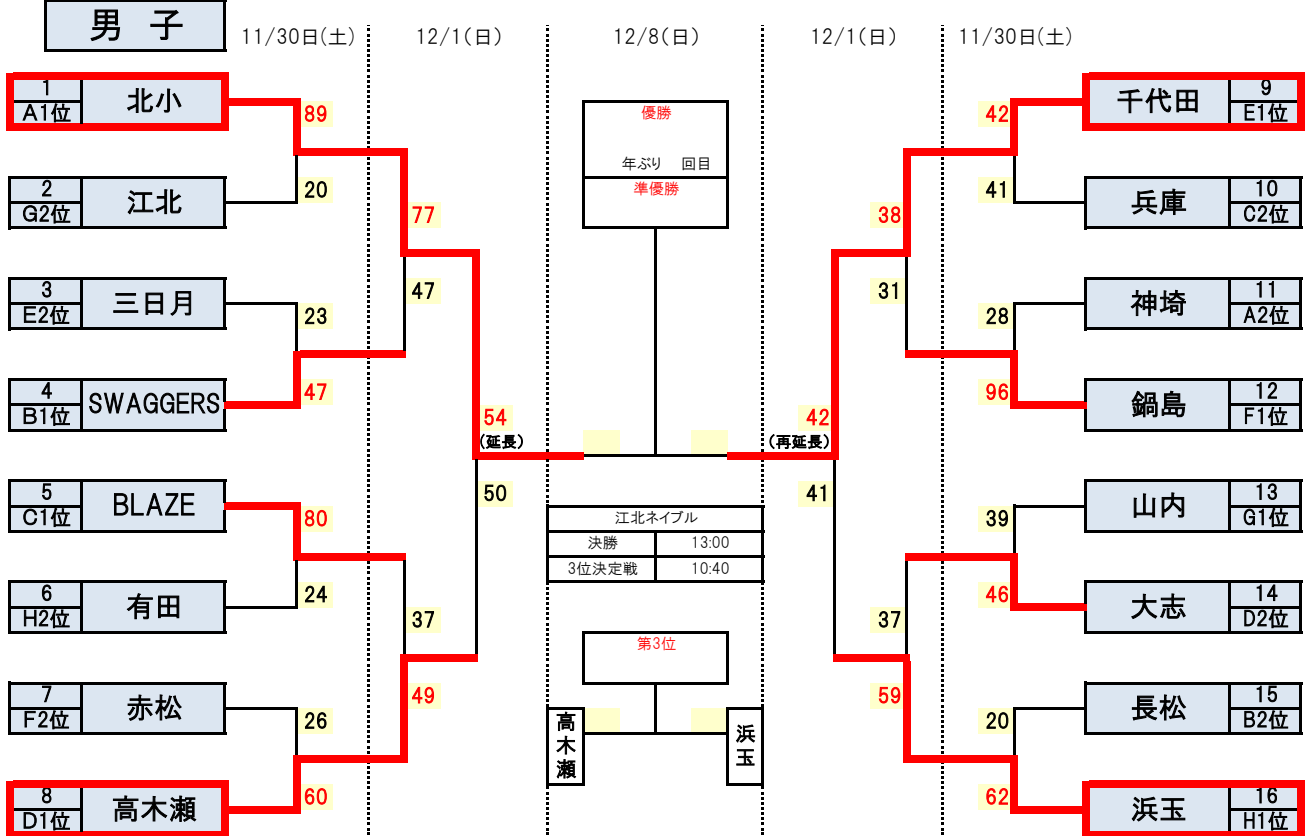 男 子
11/30日(土)
12/1(日)
12/8(日)
12/1(日)
11/30日(土)
1
A1位
北小
2
G2位
江北
3
E2位
三日月
4
B1位
SWAGGERS
5
C1位
BLAZE
6
H2位
有田
7
F2位
赤松
8
D1位
高木瀬
89
20
23
47
80
24
26
60
77
47
37
49
54
(延長)
50
優勝
年ぶり 回目
準優勝
江北ネイブル
決勝 13:00
3位決定戦 10:40
第3位
高木瀬
浜玉
42
(再延長)
41
38
31
37
59
42
41
28
96
39
46
20
62
千代田
9
E1位
兵庫
10
C2位
神埼
11
A2位
鍋島
12
F1位
山内
13
G1位
大志
14
D2位
長松
15
B2位
浜玉
16
H1位